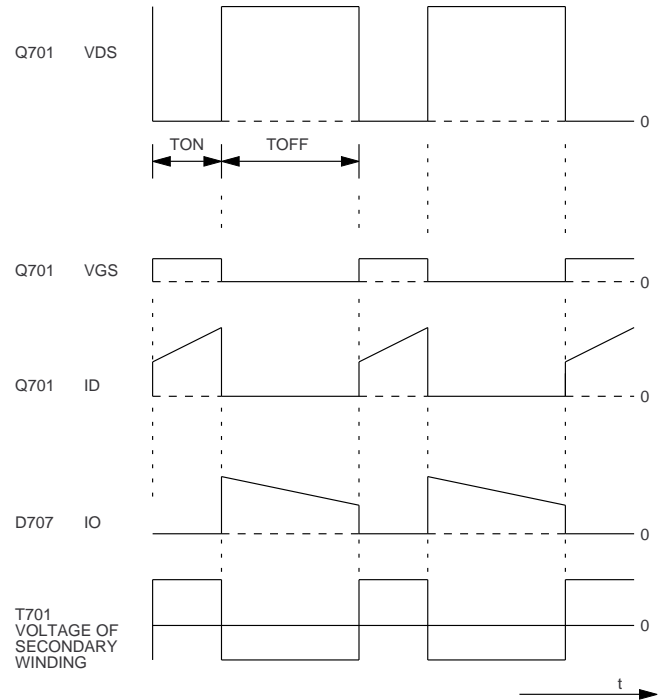 Q701 VDS
0
TON TOFF
Q701 VGS
0
Q701 ID
0
D707 IO
0
T701
VOLTAGE OF
SECONDARY
WINDING
0
t